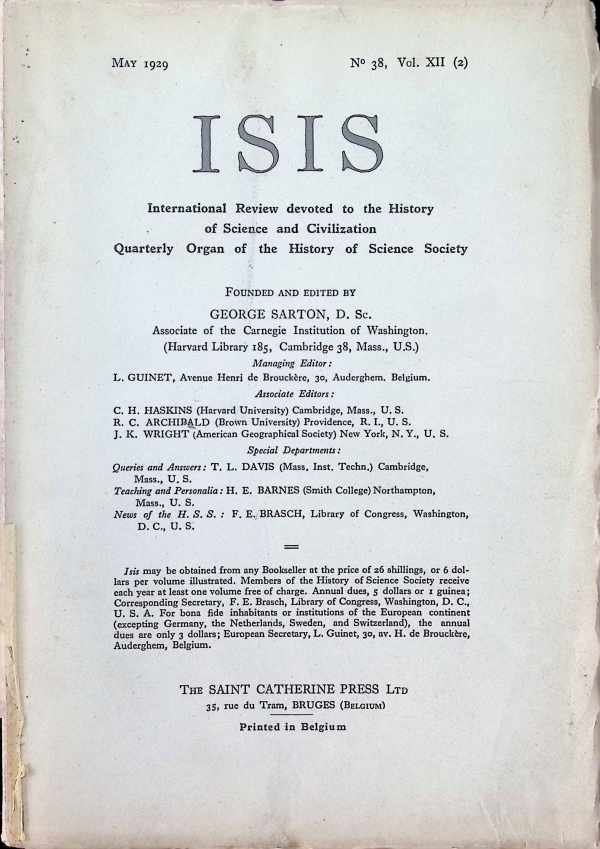 MAY 1929 No 38, Vol. XII (2)
ISIS
International Review devoted to the History
of Science and Civilization
Quarterly Organ of the History of Science Society
FOUNDED AND EDITED BY
GEORGE SARTON, D. Sc.
Associate of the Carnegie Institution of Washington.
(Harvard Library 185, Cambridge 38, Mass., U.S.)
Managing Editor:
L. GUINET, Avenue Henri de Brouckère, 30, Auderghem. Belgium.
Associate Editors:
C. H. HASKINS (Harvard University) Cambridge, Mass., U. S.
R. C. ARCHIBALD (Brown University) Providence, R. I., U. S.
J. K. WRIGHT (American Geographical Society) New York, N. Y., U. S.
Special Departments:
Queries and Answers: T. L. DAVIS (Mass. Inst. Techn.) Cambridge,
Mass., U. S.
Teaching and Personalia: H. E. BARNES (Smith College) Northampton,
Mass., U. S.
News of the H. S. S. : F. E. BRASCH, Library of Congress, Washington,
D. C., U. S.
Isis may be obtained from any Bookseller at the price of 26 shillings, or 6 dol-
lars per volume illustrated. Members of the History of Science Society receive
each year at least one volume free of charge. Annual dues, 5 dollars or 1 guinea;
Corresponding Secretary, F. E. Brasch, Library of Congress, Washington, D. C.,
U. S. A. For bona fide inhabitants or institutions of the European continent
(excepting Germany, the Netherlands, Sweden, and Switzerland), the annual
dues are only 3 dollars; European Secretary, L. Guinet, 30, av. H. de Brouckère,
Auderghem, Belgium.
THE SAINT CATHERINE PRESS LTD
35, rue du Tram, BRUGES (BELGIUM)
Printed in Belgium